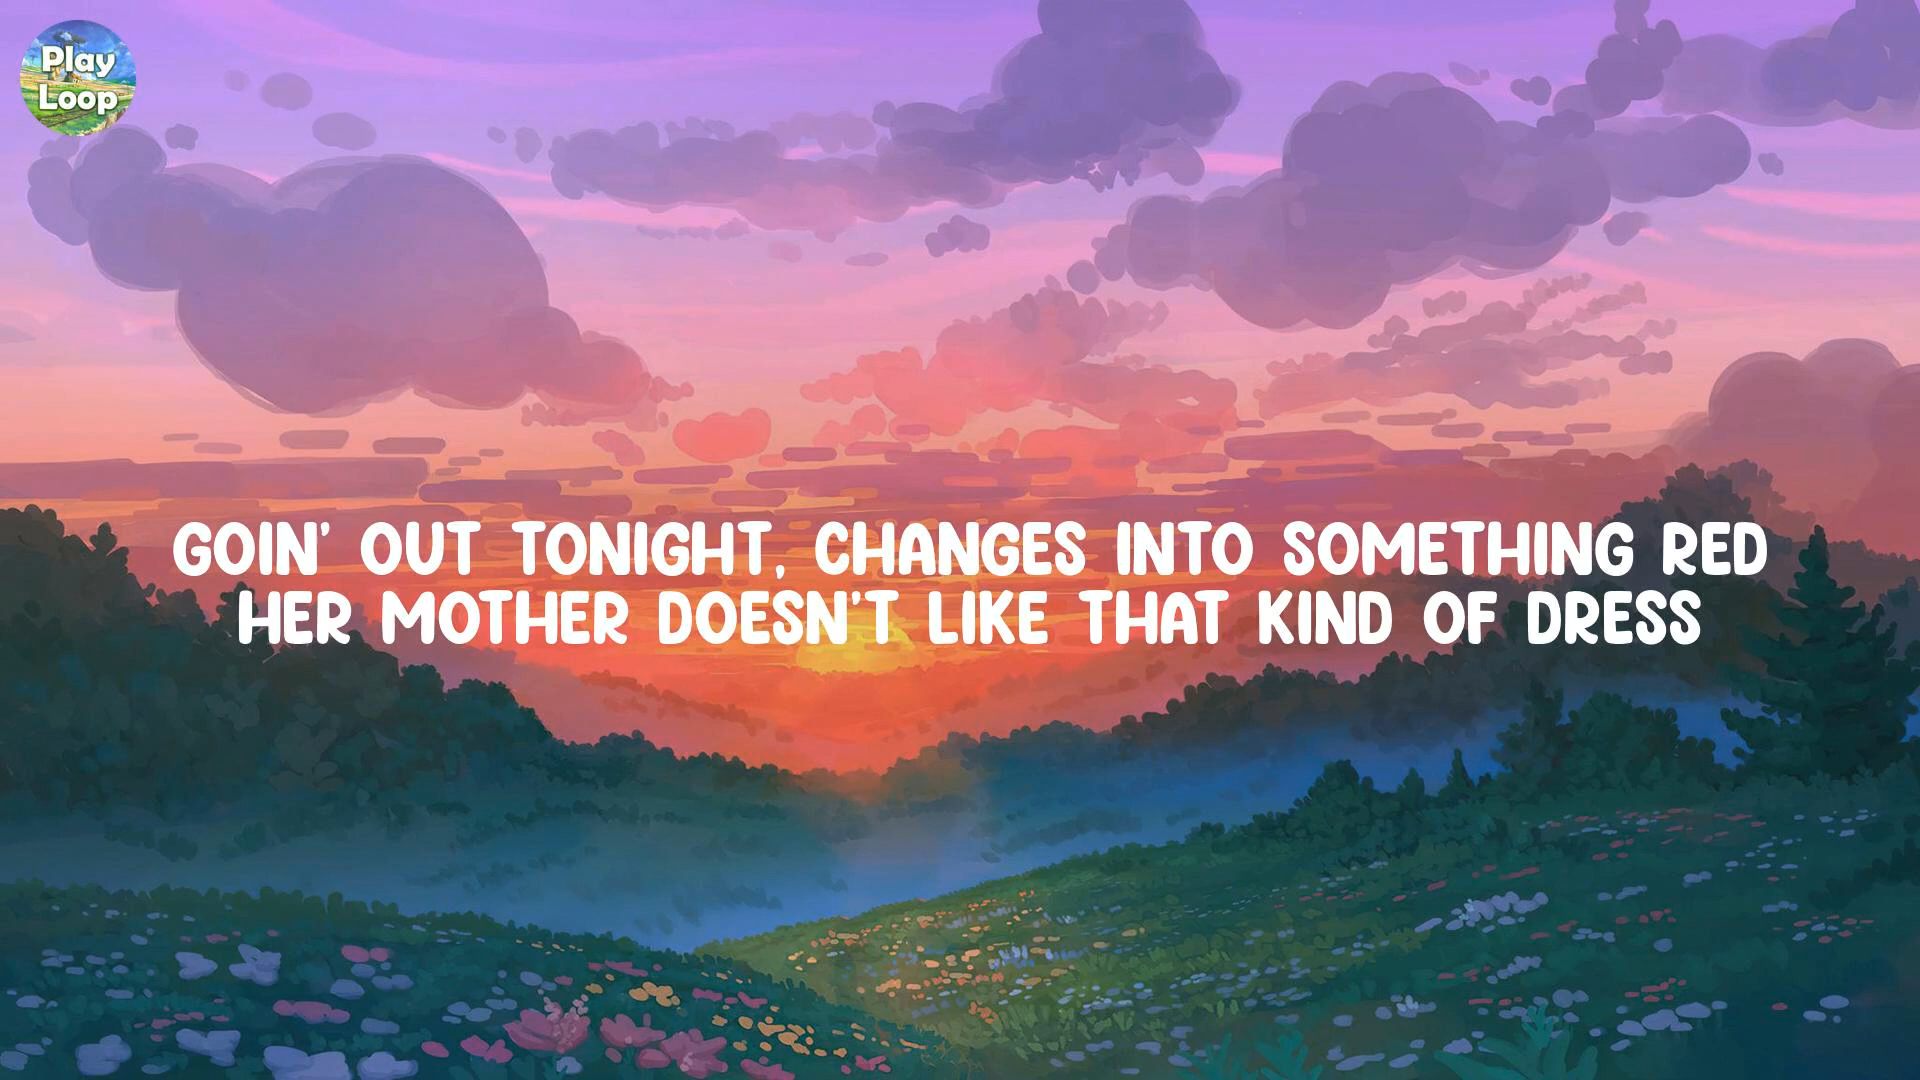 Play
Loop
GOIN' OUT TONIGHT, CHANGES INTO SOMETHING RED
HER MOTHER DOESN'T LIKE THAT KIND OF DRESS